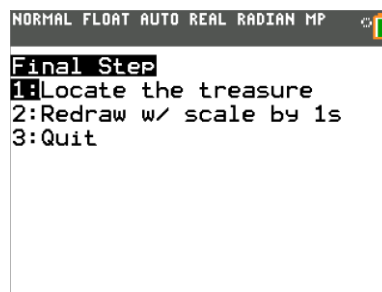 NORMAL FLOAT AUTO REAL RADIAN MP
Final Step
1:Locate the treasure
2:Redraw w/ scale by 1s
3:Quit